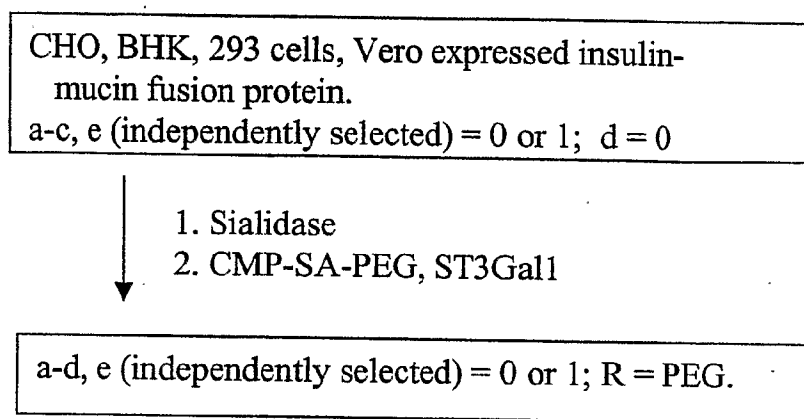 CHO, BHK, 293 cells, Vero expressed insulin-
mucin fusion protein.
a-c, e (independently selected) = 0 or 1; d = 0
1. Sialidase
2. CMP-SA-PEG, ST3Gal1
a-d, e (independently selected) = 0 or 1; R = PEG.